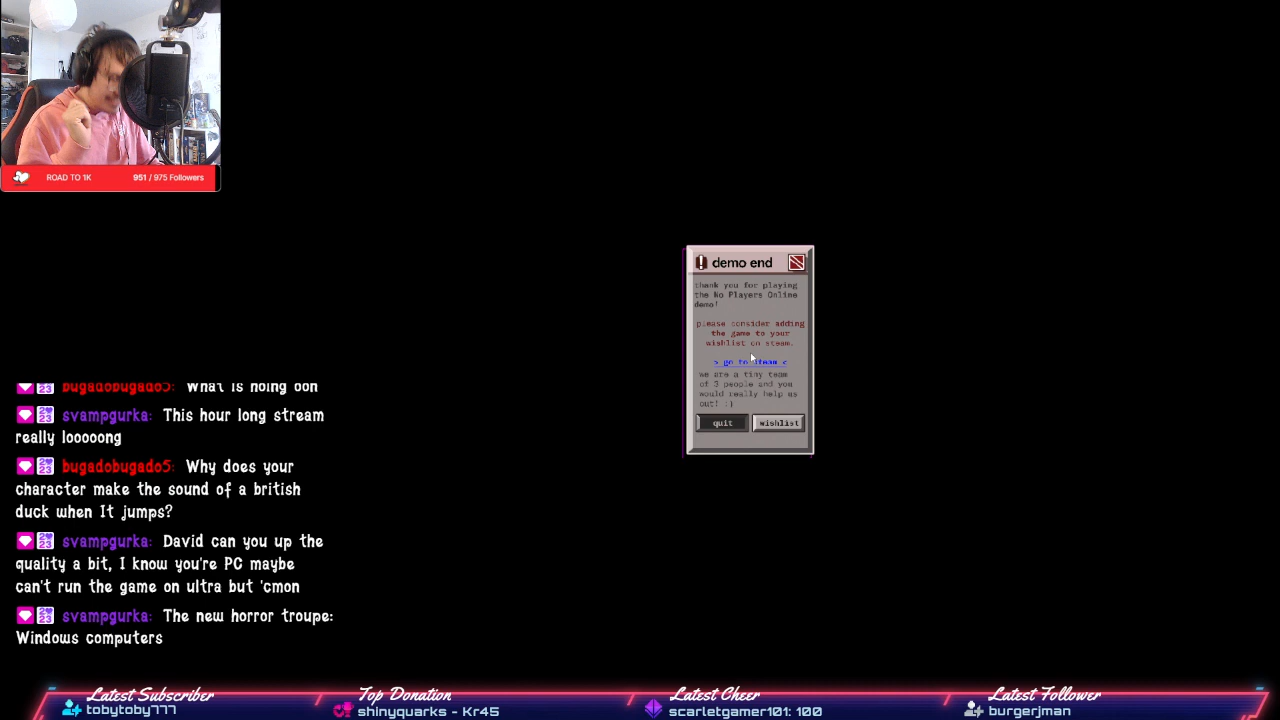 ROAD TO 1K 951 / 975 Followers
demo end
thank you for playing
the No Players Online
demo!
please consider adding
the game to your
wishlist on steam.
> go to steam <
we are a tiny team
of 3 people and you
would really help us
out! :)
quit wishlist
bugadobugado5: What is hoing oon
svampgurka: This hour long stream
really looooong
bugadobugado5: Why does your
character make the sound of a british
duck when It jumps?
svampgurka: David can you up the
quality a bit, I know you're PC maybe
can't run the game on ultra but 'cmon
svampgurka: The new horror troupe:
Windows computers
Latest Subscriber
tobytoby777
Top Donation
shinyquarks - Kr45
Latest Cheer
scarletgamer101: 100
Latest Follower
burgerjman